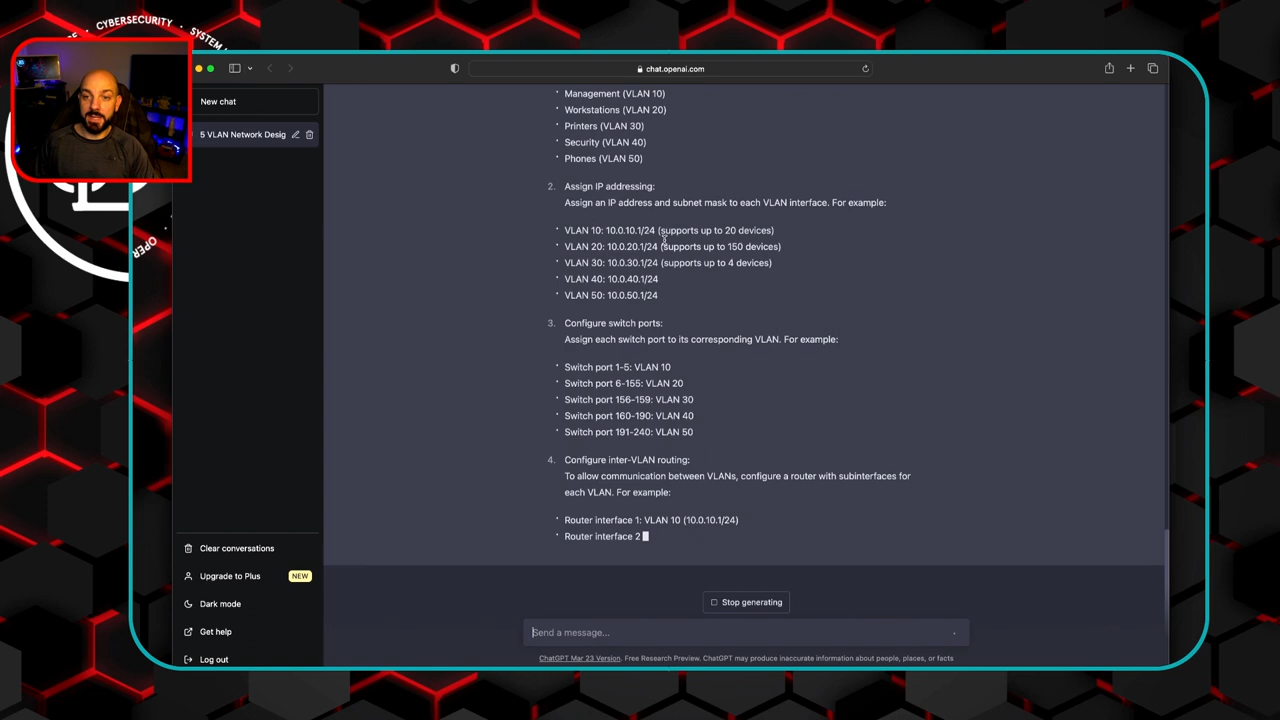 CYBERSECURITY · SYSTEM
OPER
chat.openai.com
New chat
5 VLAN Network Desig
Management (VLAN 10)
Workstations (VLAN 20)
Printers (VLAN 30)
Security (VLAN 40)
Phones (VLAN 50)
2. Assign IP addressing:
Assign an IP address and subnet mask to each VLAN interface. For example:
VLAN 10: 10.0.10.1/24 (supports up to 20 devices)
VLAN 20: 10.0.20.1/24 (supports up to 150 devices)
VLAN 30: 10.0.30.1/24 (supports up to 4 devices)
VLAN 40: 10.0.40.1/24
VLAN 50: 10.0.50.1/24
3. Configure switch ports:
Assign each switch port to its corresponding VLAN. For example:
Switch port 1-5: VLAN 10
Switch port 6-155: VLAN 20
Switch port 156-159: VLAN 30
Switch port 160-190: VLAN 40
Switch port 191-240: VLAN 50
4. Configure inter-VLAN routing:
To allow communication between VLANs, configure a router with subinterfaces for
each VLAN. For example:
Router interface 1: VLAN 10 (10.0.10.1/24)
Router interface 2
Clear conversations
Upgrade to Plus NEW
Dark mode
Get help
Log out
Stop generating
Send a message...
ChatGPT Mar 23 Version. Free Research Preview. ChatGPT may produce inaccurate information about people, places, or facts